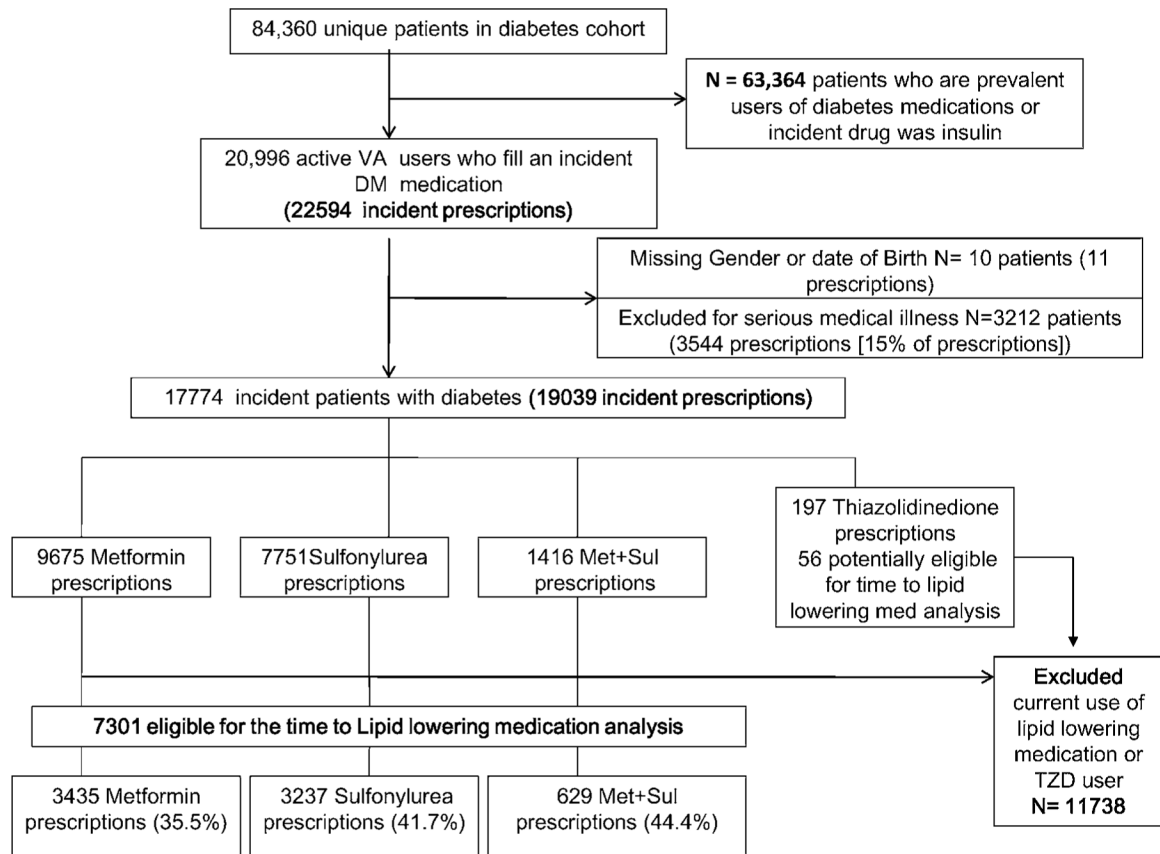 84,360 unique patients in diabetes cohort
N = 63,364 patients who are prevalent
users of diabetes medications or
incident drug was insulin
20,996 active VA users who fill an incident
DM medication
(22594 incident prescriptions)
Missing Gender or date of Birth N= 10 patients (11
prescriptions)
Excluded for serious medical illness N=3212 patients
(3544 prescriptions [15% of prescriptions])
17774 incident patients with diabetes (19039 incident prescriptions)
9675 Metformin
prescriptions
7751Sulfonylurea
prescriptions
1416 Met+Sul
prescriptions
197 Thiazolidinedione
prescriptions
56 potentially eligible
for time to lipid
lowering med analysis
Excluded
current use of
lipid lowering
medication or
TZD user
N= 11738
7301 eligible for the time to Lipid lowering medication analysis
3435 Metformin
prescriptions (35.5%)
3237 Sulfonylurea
prescriptions (41.7%)
629 Met+Sul
prescriptions (44.4%)